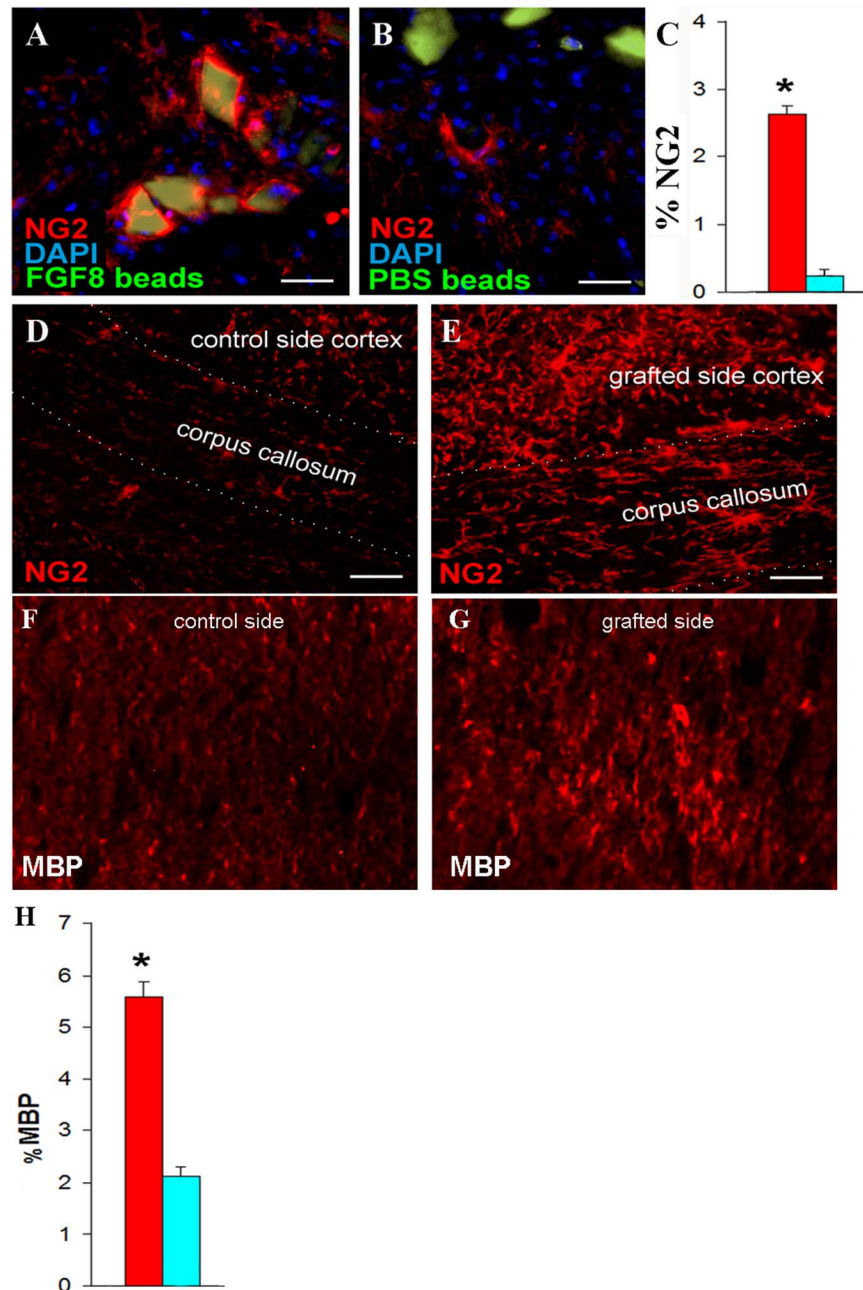 A
NG2
DAPI
FGF8 beads
B
NG2
DAPI
PBS beads
C
% NG2
4
3
2
1
0
*
D
control side cortex
corpus callosum
NG2
E
grafted side cortex
corpus callosum
NG2
F
control side
MBP
G
grafted side
MBP
H
% MBP
7
6
5
4
3
2
1
0
*